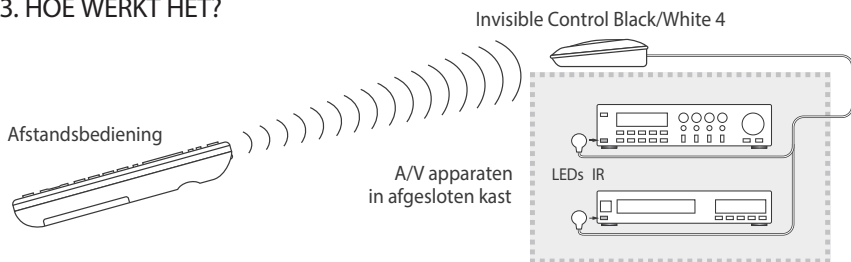 3. HOE WERKT HET?
Invisible Control Black/White 4
Afstandsbediening
A/V apparaten
in afgesloten kast
LEDs IR